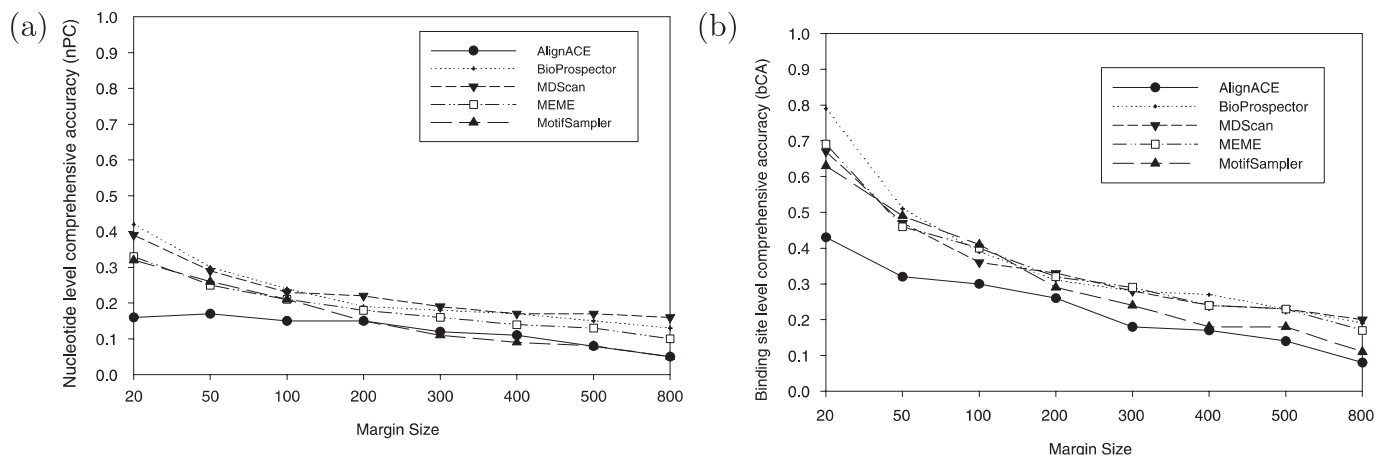 (a)
Nucleotide level comprehensive accuracy (nPC)
1.0
0.9
0.8
0.7
0.6
0.5
0.4
0.3
0.2
0.1
0.0
AlignACE
BioProspector
MDScan
MEME
MotifSampler
20 50 100 200 300 400 500 800
Margin Size
(b)
Binding site level comprehensive accuracy (bCA)
1.0
0.9
0.8
0.7
0.6
0.5
0.4
0.3
0.2
0.1
0.0
AlignACE
BioProspector
MDScan
MEME
MotifSampler
20 50 100 200 300 400 500 800
Margin Size